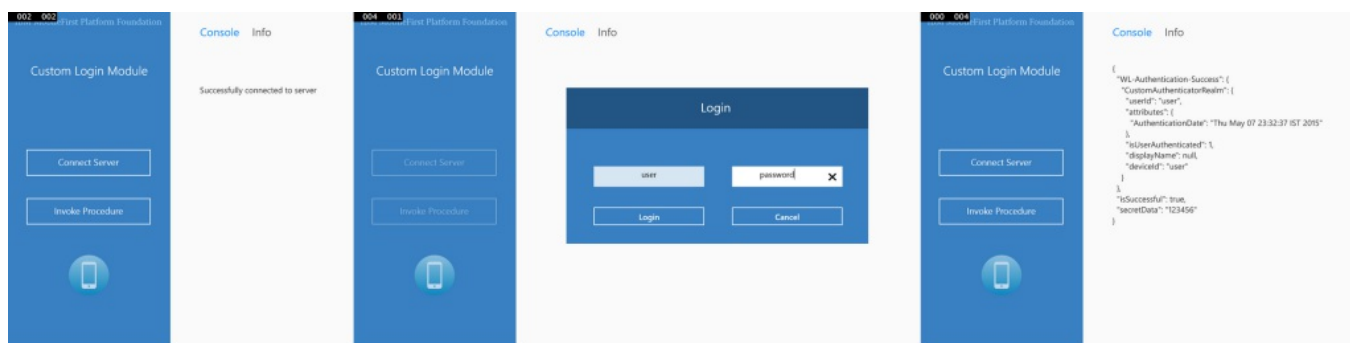 002 002
First Platform Foundation
Console Info
Custom Login Module
Successfully connected to server
Connect Server
Invoke Procedure
004 001
First Platform Foundation
Console Info
Custom Login Module
Connect Server
Invoke Procedure
Login
user
password
Login
Cancel
000 004
First Platform Foundation
Console Info
Custom Login Module
Connect Server
Invoke Procedure
{
"WL-Authentication-Success": {
"CustomAuthenticatorRealm": {
"userId": "user",
"attributes": {
"AuthenticationDate": "Thu May 07 23:32:37 IST 2015"
},
"isUserAuthenticated": 1,
"displayName": null,
"deviceId": "user"
}
},
"isSuccessful": true,
"secretData": "123456"
}